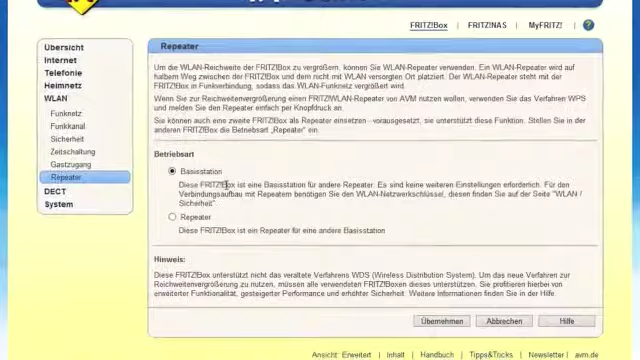 FRITZ!Box | FRITZ!NAS | MyFRITZ! | ?
Übersicht
Internet
Telefonie
Heimnetz
WLAN
Funknetz
Funkkanal
Sicherheit
Zeitschaltung
Gastzugang
Repeater
DECT
System
Repeater
Um die WLAN-Reichweite der FRITZ!Box zu vergrößern, können Sie WLAN-Repeater verwenden. Ein WLAN-Repeater wird auf
halbem Weg zwischen der FRITZ!Box und dem nicht mit WLAN versorgten Ort platziert. Der WLAN-Repeater steht mit der
FRITZ!Box in Funkverbindung, sodass das WLAN-Funknetz vergrößert wird.
Wenn Sie zur Reichweitenvergrößerung einen FRITZ!WLAN-Repeater von AVM nutzen wollen, verwenden Sie das Verfahren WPS
und melden Sie den Repeater einfach per Knopfdruck an.
Sie können auch eine zweite FRITZ!Box als Repeater einsetzen - vorausgesetzt, sie unterstützt diese Funktion. Stellen Sie in der
anderen FRITZ!Box die Betriebsart „Repeater" ein.
Betriebsart
Basisstation
Diese FRITZ!Box ist eine Basisstation für andere Repeater. Es sind keine weiteren Einstellungen erforderlich. Für den
Verbindungsaufbau mit Repeatern benötigen Sie den WLAN-Netzwerkschlüssel, diesen finden Sie auf der Seite "WLAN /
Sicherheit".
Repeater
Diese FRITZ!Box ist ein Repeater für eine andere Basisstation
Hinweis:
Diese FRITZ!Box unterstützt nicht das veraltete Verfahrens WDS (Wireless Distribution System). Um das neue Verfahren zur
Reichweitenvergrößerung zu nutzen, müssen alle verwendeten FRITZ!Boxen dieses unterstützen. Sie profitieren hierbei von
erweiterter Funktionalität, gesteigerter Performance und erhöhter Sicherheit. Weitere Informationen finden Sie in der Hilfe.
Übernehmen Abbrechen Hilfe
Ansicht: Erweitert | Inhalt | Handbuch | Tipps&Tricks | Newsletter | avm.de